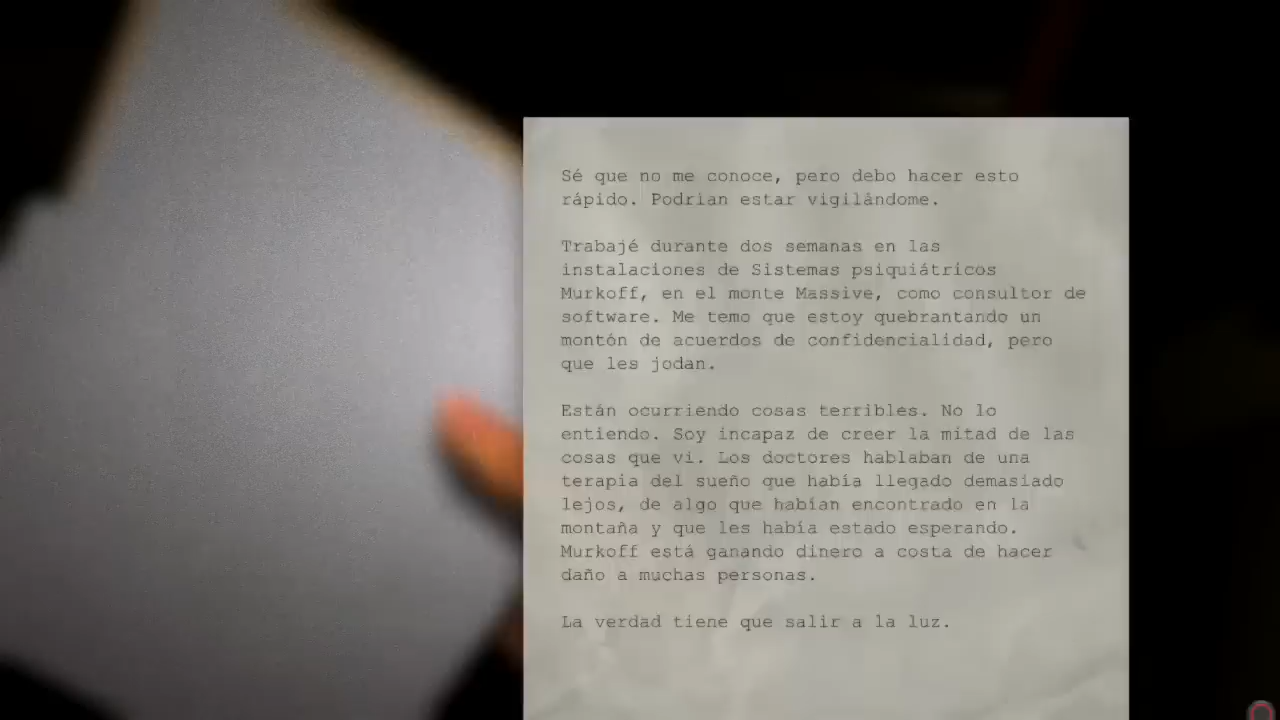 Sé que no me conoce, pero debo hacer esto
rápido. Podrían estar vigilándome.
Trabajé durante dos semanas en las
instalaciones de Sistemas psiquiátricos
Murkoff, en el monte Massive, como consultor de
software. Me temo que estoy quebrantando un
montón de acuerdos de confidencialidad, pero
que les jodan.
Están ocurriendo cosas terribles. No lo
entiendo. Soy incapaz de creer la mitad de las
cosas que vi. Los doctores hablaban de una
terapia del sueño que había llegado demasiado
lejos, de algo que habían encontrado en la
montaña y que les había estado esperando.
Murkoff está ganando dinero a costa de hacer
daño a muchas personas.
La verdad tiene que salir a la luz.